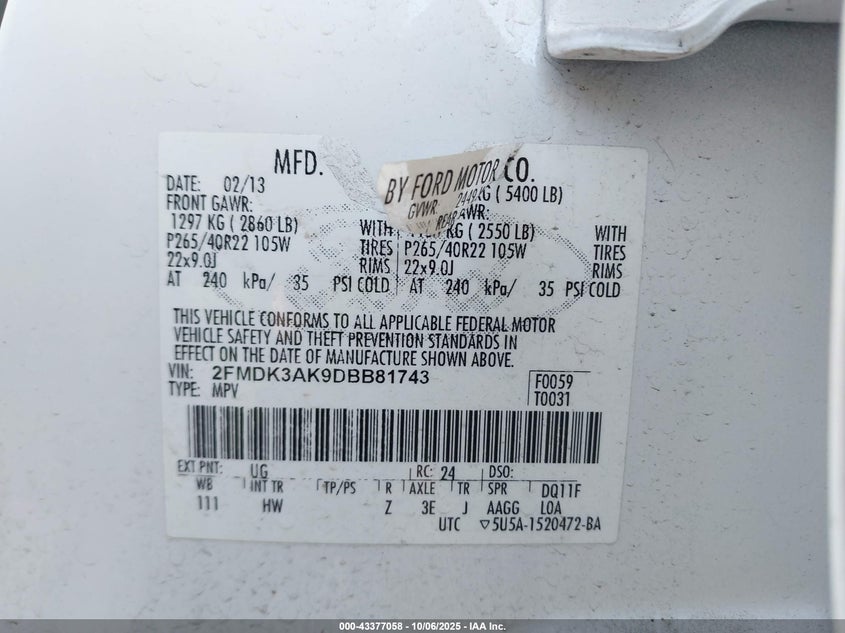 MFD. BY FORD MOTOR CO.
DATE: 02/13 GVWR: KG ( 5400 LB)
FRONT GAWR: REAR GAWR:
1297 KG ( 2860 LB) WITH KG ( 2550 LB) WITH
P265/40R22 105W TIRES P265/40R22 105W TIRES
22x9.0J RIMS 22x9.0J RIMS
AT 240 kPa/ 35 PSI COLD AT 240 kPa/ 35 PSI COLD
THIS VEHICLE CONFORMS TO ALL APPLICABLE FEDERAL MOTOR
VEHICLE SAFETY AND THEFT PREVENTION STANDARDS IN
EFFECT ON THE DATE OF MANUFACTURE SHOWN ABOVE.
VIN: 2FMDK3AK9DBB81743 F0059
TYPE: MPV T0031
EXT PNT: UG RC: 24 DSO:
WB INT TR TP/PS R AXLE TR SPR DQ11F
111 HW Z 3E J AAGG LOA
UTC ▽5U5A-1520472-BA
000-43377058 - 10/06/2025 - IAA Inc.